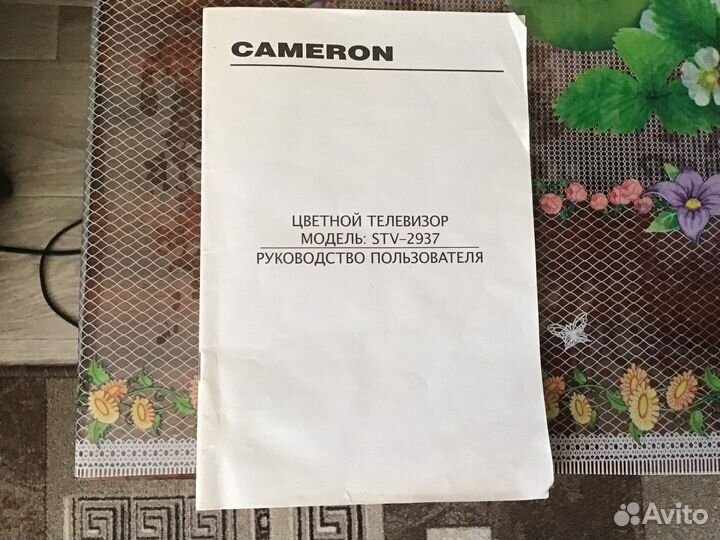 CAMERON
ЦВЕТНОЙ ТЕЛЕВИЗОР
МОДЕЛЬ: STV-2937
РУКОВОДСТВО ПОЛЬЗОВАТЕЛЯ
Avito